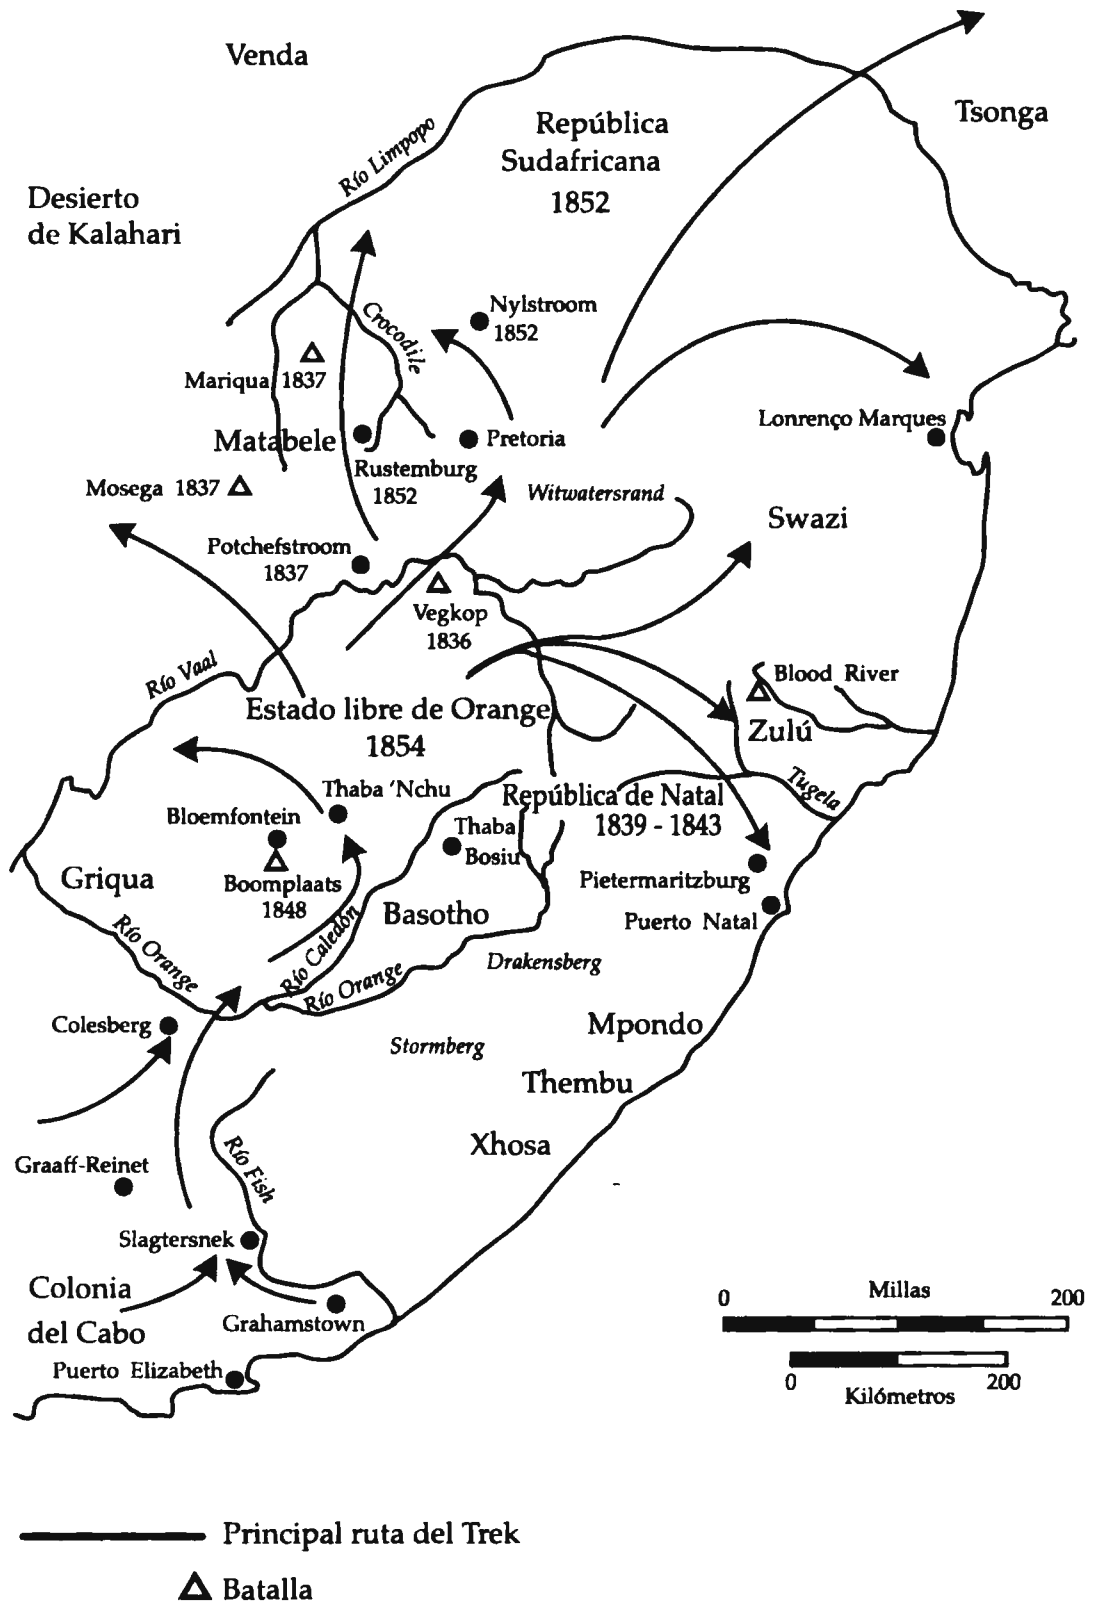 Venda
Tsonga
República
Sudafricana
1852
Río Limpopo
Desierto
de Kalahari
Nylstroom
1852
Crocodile
Mariqua 1837
Lonrenço Marques
Matabele
Pretoria
Rustemburg
1852
Mosega 1837
Witwatersrand
Swazi
Potchefstroom
1837
Vegkop
1836
Río Vaal
Blood River
Estado libre de Orange
1854
Zulú
Thaba 'Nchu
República de Natal
1839 - 1843
Tugela
Bloemfontein
Thaba
Bosiu
Griqua
Boomplaats
1848
Pietermaritzburg
Basotho
Puerto Natal
Río Orange
Río Caledón
Río Orange
Drakensberg
Colesberg
Mpondo
Stormberg
Thembu
Xhosa
Río Fish
Graaff-Reinet
Slagtersnek
Colonia
del Cabo
Grahamstown
Puerto Elizabeth
Millas
0 200
0 200
Kilómetros
Principal ruta del Trek
Batalla